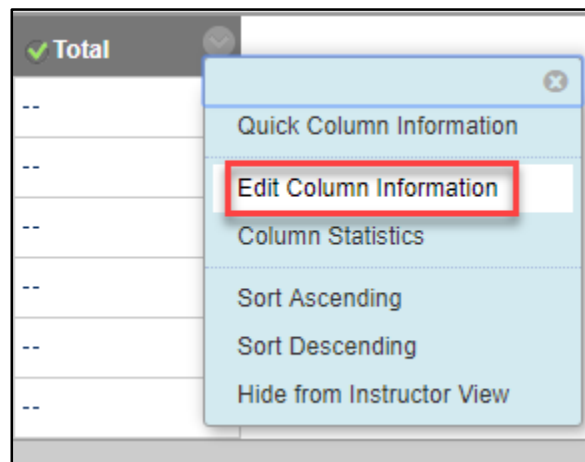 Total
--
Quick Column Information
--
Edit Column Information
--
Column Statistics
--
Sort Ascending
--
Sort Descending
--
Hide from Instructor View